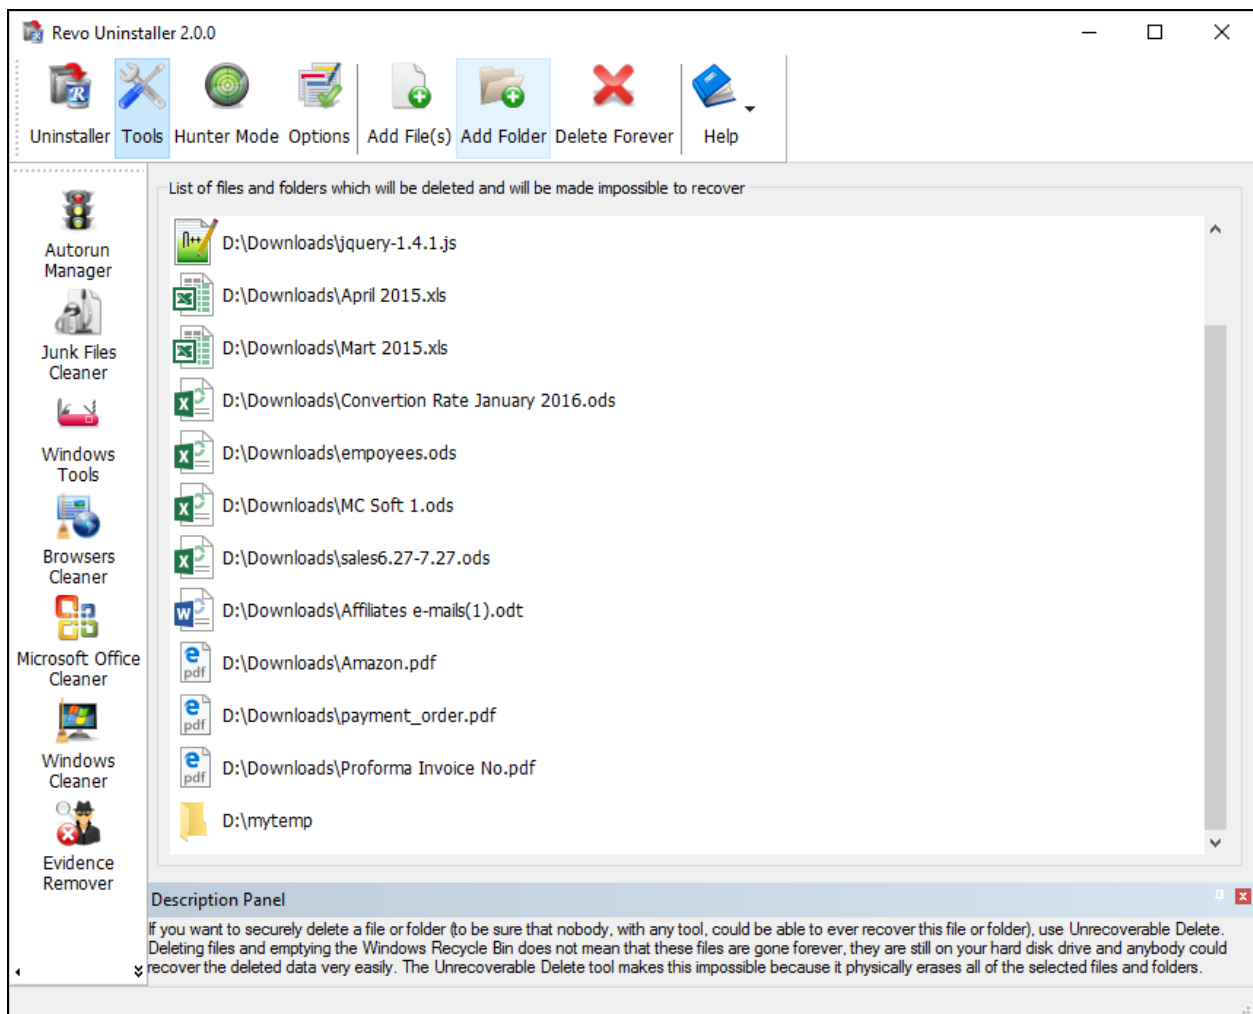 Revo Uninstaller 2.0.0
Uninstaller Tools Hunter Mode Options Add File(s) Add Folder Delete Forever Help
Autorun
Manager
Junk Files
Cleaner
Windows
Tools
Browsers
Cleaner
Microsoft Office
Cleaner
Windows
Cleaner
Evidence
Remover
List of files and folders which will be deleted and will be made impossible to recover
D:\Downloads\jquery-1.4.1.js
D:\Downloads\April 2015.xls
D:\Downloads\Mart 2015.xls
D:\Downloads\Convertion Rate January 2016.ods
D:\Downloads\empoyees.ods
D:\Downloads\MC Soft 1.ods
D:\Downloads\sales6.27-7.27.ods
D:\Downloads\Affiliates e-mails(1).odt
pdf D:\Downloads\Amazon.pdf
pdf D:\Downloads\payment_order.pdf
pdf D:\Downloads\Proforma Invoice No.pdf
D:\mytemp
Description Panel
If you want to securely delete a file or folder (to be sure that nobody, with any tool, could be able to ever recover this file or folder), use Unrecoverable Delete.
Deleting files and emptying the Windows Recycle Bin does not mean that these files are gone forever, they are still on your hard disk drive and anybody could
recover the deleted data very easily. The Unrecoverable Delete tool makes this impossible because it physically erases all of the selected files and folders.